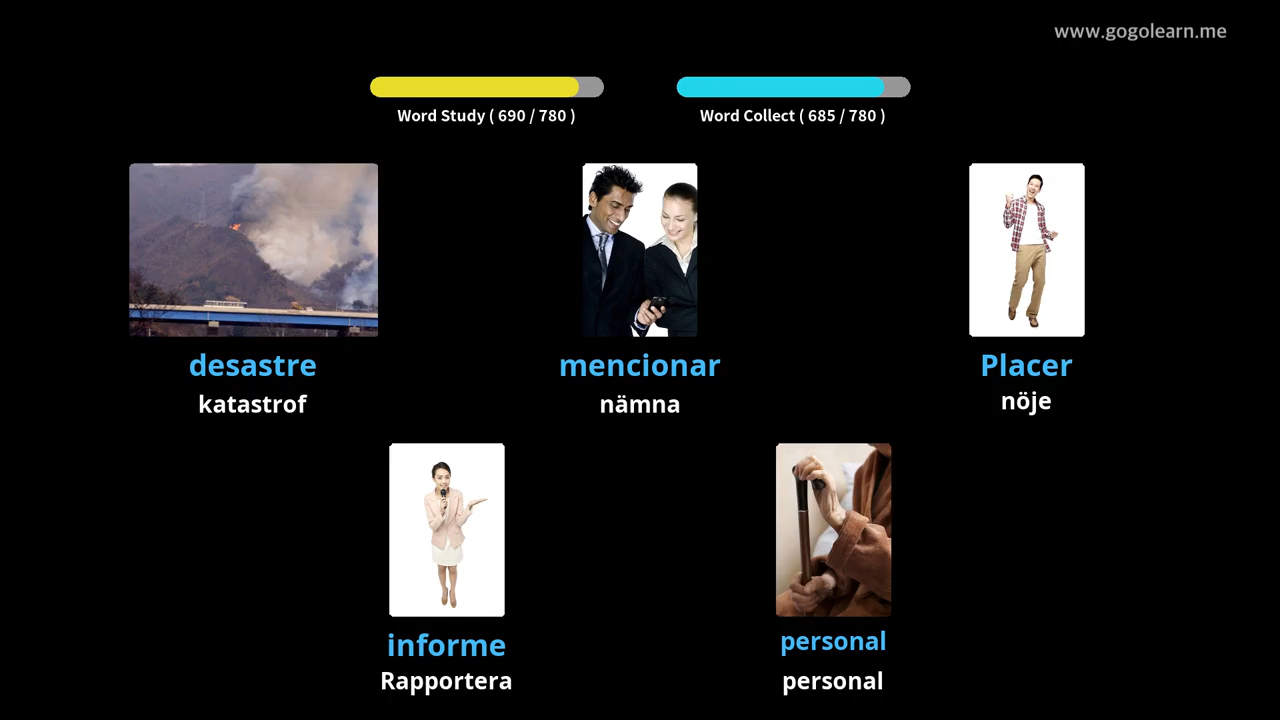 www.gogolearn.me
Word Study ( 690 / 780 )
Word Collect ( 685 / 780 )
desastre
katastrof
mencionar
nämna
Placer
nöje
informe
Rapportera
personal
personal